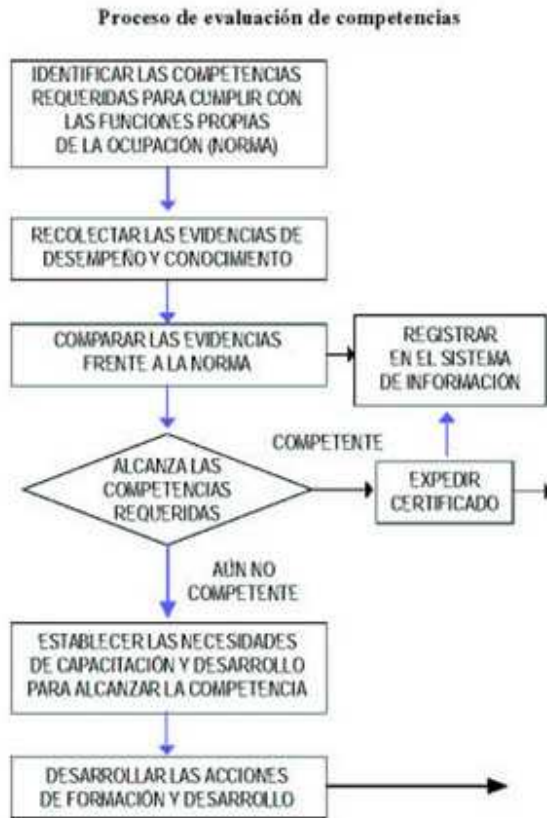 Proceso de evaluación de competencias
IDENTIFICAR LAS COMPETENCIAS
REQUERIDAS PARA CUMPLIR CON
LAS FUNCIONES PROPIAS
DE LA OCUPACIÓN (NORMA)
RECOLECTAR LAS EVIDENCIAS DE
DESEMPEÑO Y CONOCIMIENTO
COMPARAR LAS EVIDENCIAS
FRENTE A LA NORMA
REGISTRAR
EN EL SISTEMA
DE INFORMACIÓN
ALCANZA LAS
COMPETENCIAS
REQUERIDAS
COMPETENTE
EXPEDIR
CERTIFICADO
AÚN NO
COMPETENTE
ESTABLECER LAS NECESIDADES
DE CAPACITACIÓN Y DESARROLLO
PARA ALCANZAR LA COMPETENCIA
DESARROLLAR LAS ACCIONES
DE FORMACIÓN Y DESARROLLO